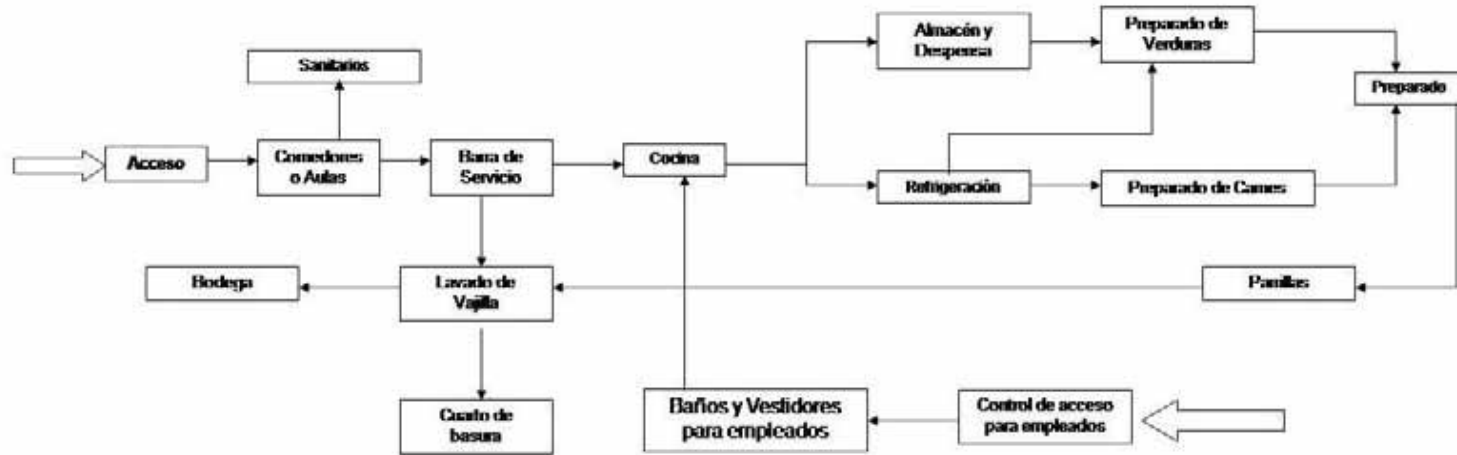 Almacén y
Despensa
Preparado de
Verduras
Sanitarios
Preparado
Acceso
Comedores
o Aulas
Barra de
Servicio
Cocina
Refrigeración
Preparado de Carnes
Bodega
Lavado de
Vajilla
Parrillas
Cuarto de
basura
Baños y Vestidores
para empleados
Control de acceso
para empleados